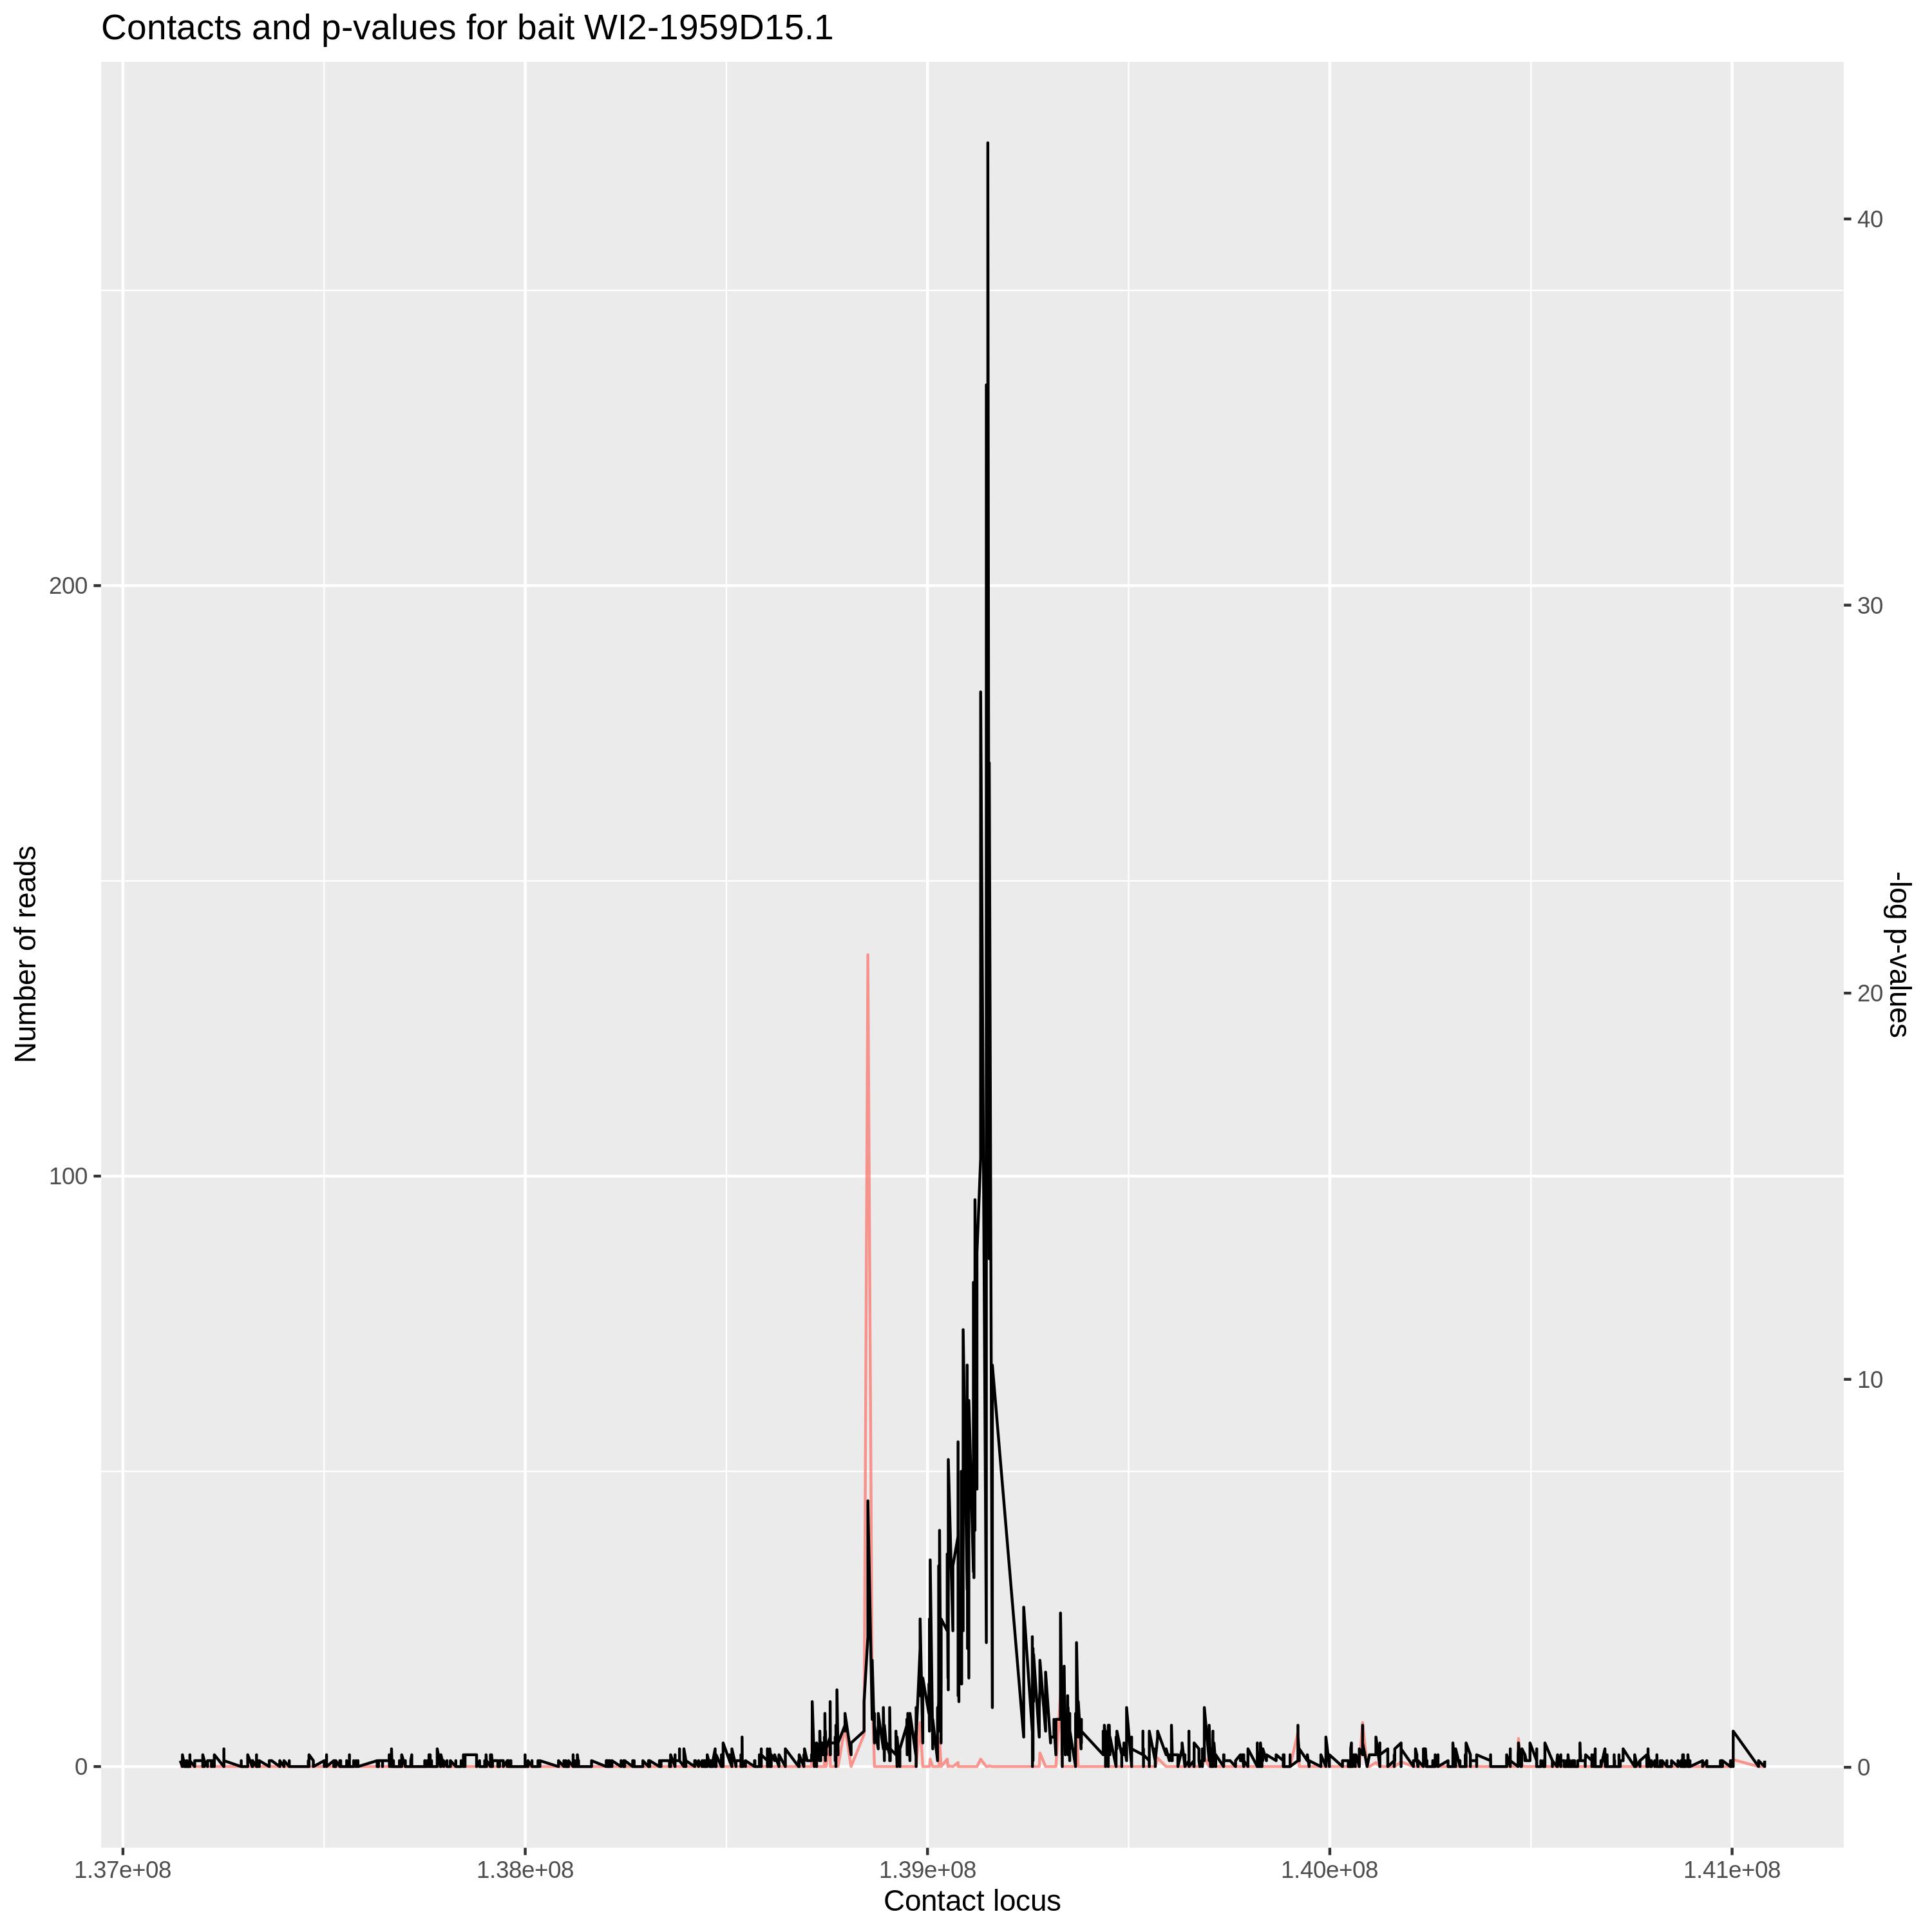 Contacts and p-values for bait WI2-1959D15.1
Number of reads
200
100
0
40
30
20
10
0
-log p-values
1.37e+08
1.38e+08
1.39e+08
1.40e+08
1.41e+08
Contact locus